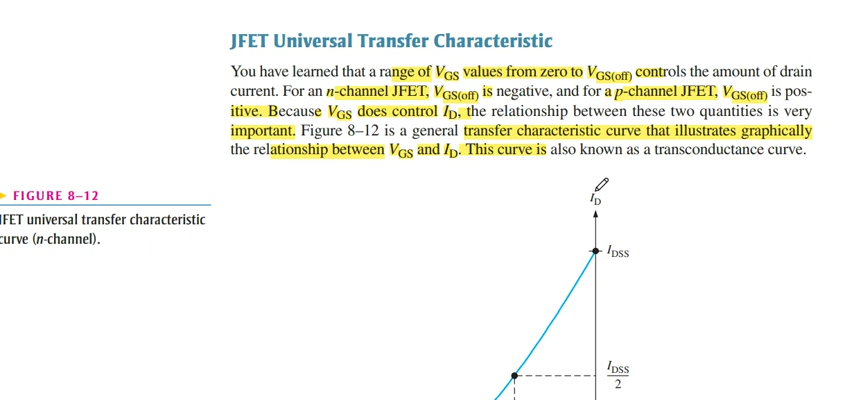 JFET Universal Transfer Characteristic
You have learned that a range of VGS values from zero to VGS(off) controls the amount of drain
current. For an n-channel JFET, VGS(off) is negative, and for a p-channel JFET, VGS(off) is pos-
itive. Because VGS does control ID, the relationship between these two quantities is very
important. Figure 8–12 is a general transfer characteristic curve that illustrates graphically
the relationship between VGS and ID. This curve is also known as a transconductance curve.
FIGURE 8–12
JFET universal transfer characteristic
curve (n-channel).
ID
IDSS
IDSS
2